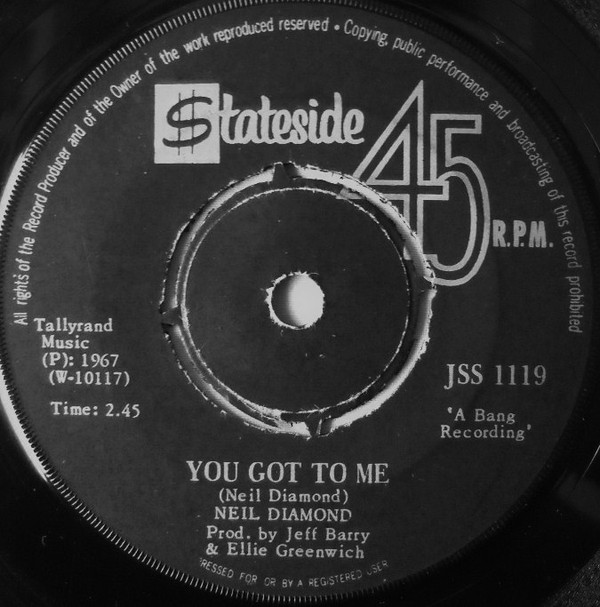 All rights of the Record Producer and of the Owner of the work reproduced reserved • Copying, public performance and broadcasting of this record prohibited
$tateside
45
R.P.M.
Tallyrand
Music
(P): 1967
(W-10117)
Time: 2.45
JSS 1119
'A Bang
Recording'
YOU GOT TO ME
(Neil Diamond)
NEIL DIAMOND
Prod. by Jeff Barry
& Ellie Greenwich
PRESSED FOR OR BY A REGISTERED USER